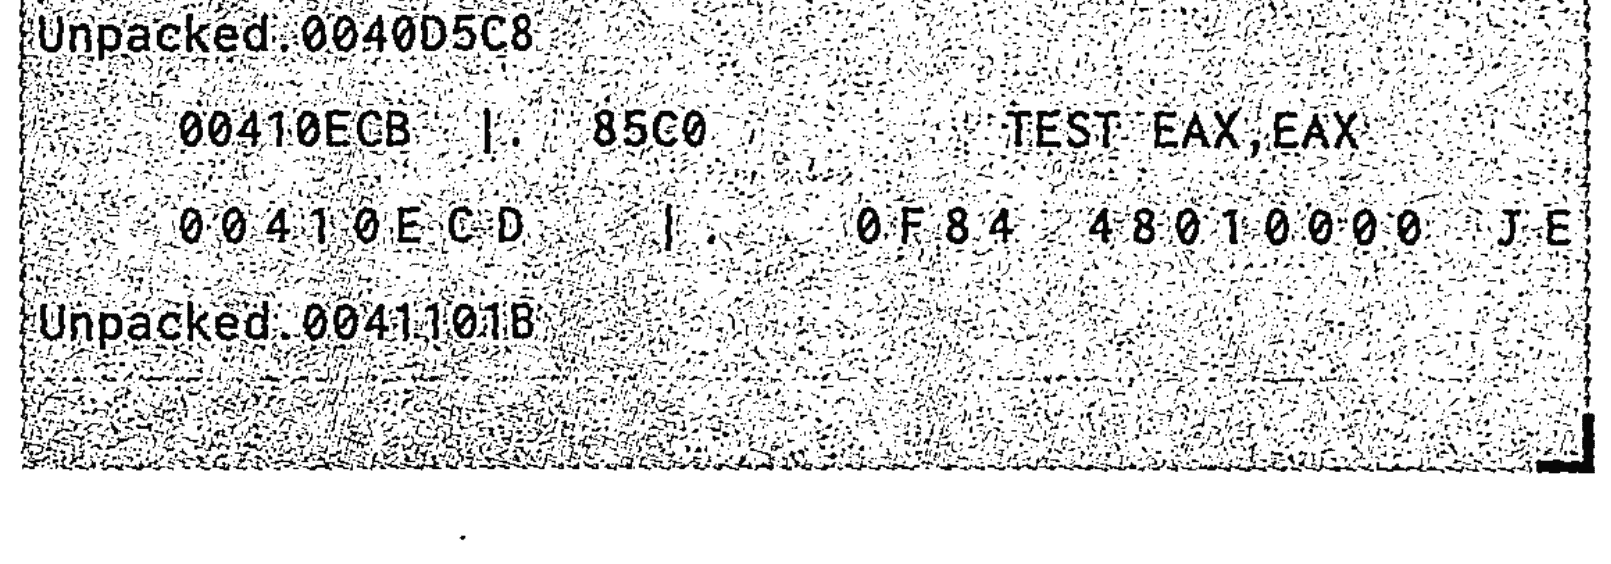 Unpacked.0040D5C8
00410ECB |. 85C0 TEST EAX,EAX
00410ECD |. 0F84 48010000 JE
Unpacked.0041101B